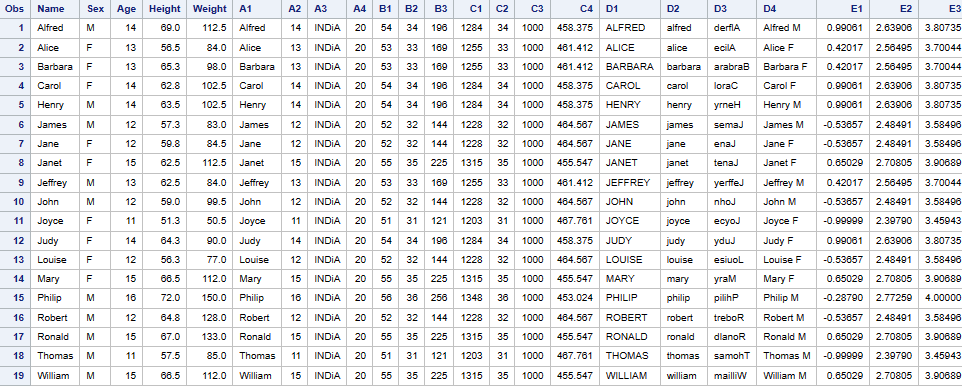 Obs Name Sex Age Height Weight A1 A2 A3 A4 B1 B2 B3 C1 C2 C3 C4 D1 D2 D3 D4 E1 E2 E3
1 Alfred M 14 69.0 112.5 Alfred 14 INDiA 20 54 34 196 1284 34 1000 458.375 ALFRED alfred derflA Alfred M 0.99061 2.63906 3.80735
2 Alice F 13 56.5 84.0 Alice 13 INDiA 20 53 33 169 1255 33 1000 461.412 ALICE alice ecilA Alice F 0.42017 2.56495 3.70044
3 Barbara F 13 65.3 98.0 Barbara 13 INDiA 20 53 33 169 1255 33 1000 461.412 BARBARA barbara arabraB Barbara F 0.42017 2.56495 3.70044
4 Carol F 14 62.8 102.5 Carol 14 INDiA 20 54 34 196 1284 34 1000 458.375 CAROL carol loraC Carol F 0.99061 2.63906 3.80735
5 Henry M 14 63.5 102.5 Henry 14 INDiA 20 54 34 196 1284 34 1000 458.375 HENRY henry yrneH Henry M 0.99061 2.63906 3.80735
6 James M 12 57.3 83.0 James 12 INDiA 20 52 32 144 1228 32 1000 464.567 JAMES james semaJ James M -0.53657 2.48491 3.58496
7 Jane F 12 59.8 84.5 Jane 12 INDiA 20 52 32 144 1228 32 1000 464.567 JANE jane enaJ Jane F -0.53657 2.48491 3.58496
8 Janet F 15 62.5 112.5 Janet 15 INDiA 20 55 35 225 1315 35 1000 455.547 JANET janet tenaJ Janet F 0.65029 2.70805 3.90689
9 Jeffrey M 13 62.5 84.0 Jeffrey 13 INDiA 20 53 33 169 1255 33 1000 461.412 JEFFREY jeffrey yerffeJ Jeffrey M 0.42017 2.56495 3.70044
10 John M 12 59.0 99.5 John 12 INDiA 20 52 32 144 1228 32 1000 464.567 JOHN john nhoJ John M -0.53657 2.48491 3.58496
11 Joyce F 11 51.3 50.5 Joyce 11 INDiA 20 51 31 121 1203 31 1000 467.761 JOYCE joyce ecyoJ Joyce F -0.99999 2.39790 3.45943
12 Judy F 14 64.3 90.0 Judy 14 INDiA 20 54 34 196 1284 34 1000 458.375 JUDY judy yduJ Judy F 0.99061 2.63906 3.80735
13 Louise F 12 56.3 77.0 Louise 12 INDiA 20 52 32 144 1228 32 1000 464.567 LOUISE louise esiuoL Louise F -0.53657 2.48491 3.58496
14 Mary F 15 66.5 112.0 Mary 15 INDiA 20 55 35 225 1315 35 1000 455.547 MARY mary yraM Mary F 0.65029 2.70805 3.90689
15 Philip M 16 72.0 150.0 Philip 16 INDiA 20 56 36 256 1348 36 1000 453.024 PHILIP philip pilihP Philip M -0.28790 2.77259 4.00000
16 Robert M 12 64.8 128.0 Robert 12 INDiA 20 52 32 144 1228 32 1000 464.567 ROBERT robert treboR Robert M -0.53657 2.48491 3.58496
17 Ronald M 15 67.0 133.0 Ronald 15 INDiA 20 55 35 225 1315 35 1000 455.547 RONALD ronald dlanoR Ronald M 0.65029 2.70805 3.90689
18 Thomas M 11 57.5 85.0 Thomas 11 INDiA 20 51 31 121 1203 31 1000 467.761 THOMAS thomas samohT Thomas M -0.99999 2.39790 3.45943
19 William M 15 66.5 112.0 William 15 INDiA 20 55 35 225 1315 35 1000 455.547 WILLIAM william mailliW William M 0.65029 2.70805 3.90689